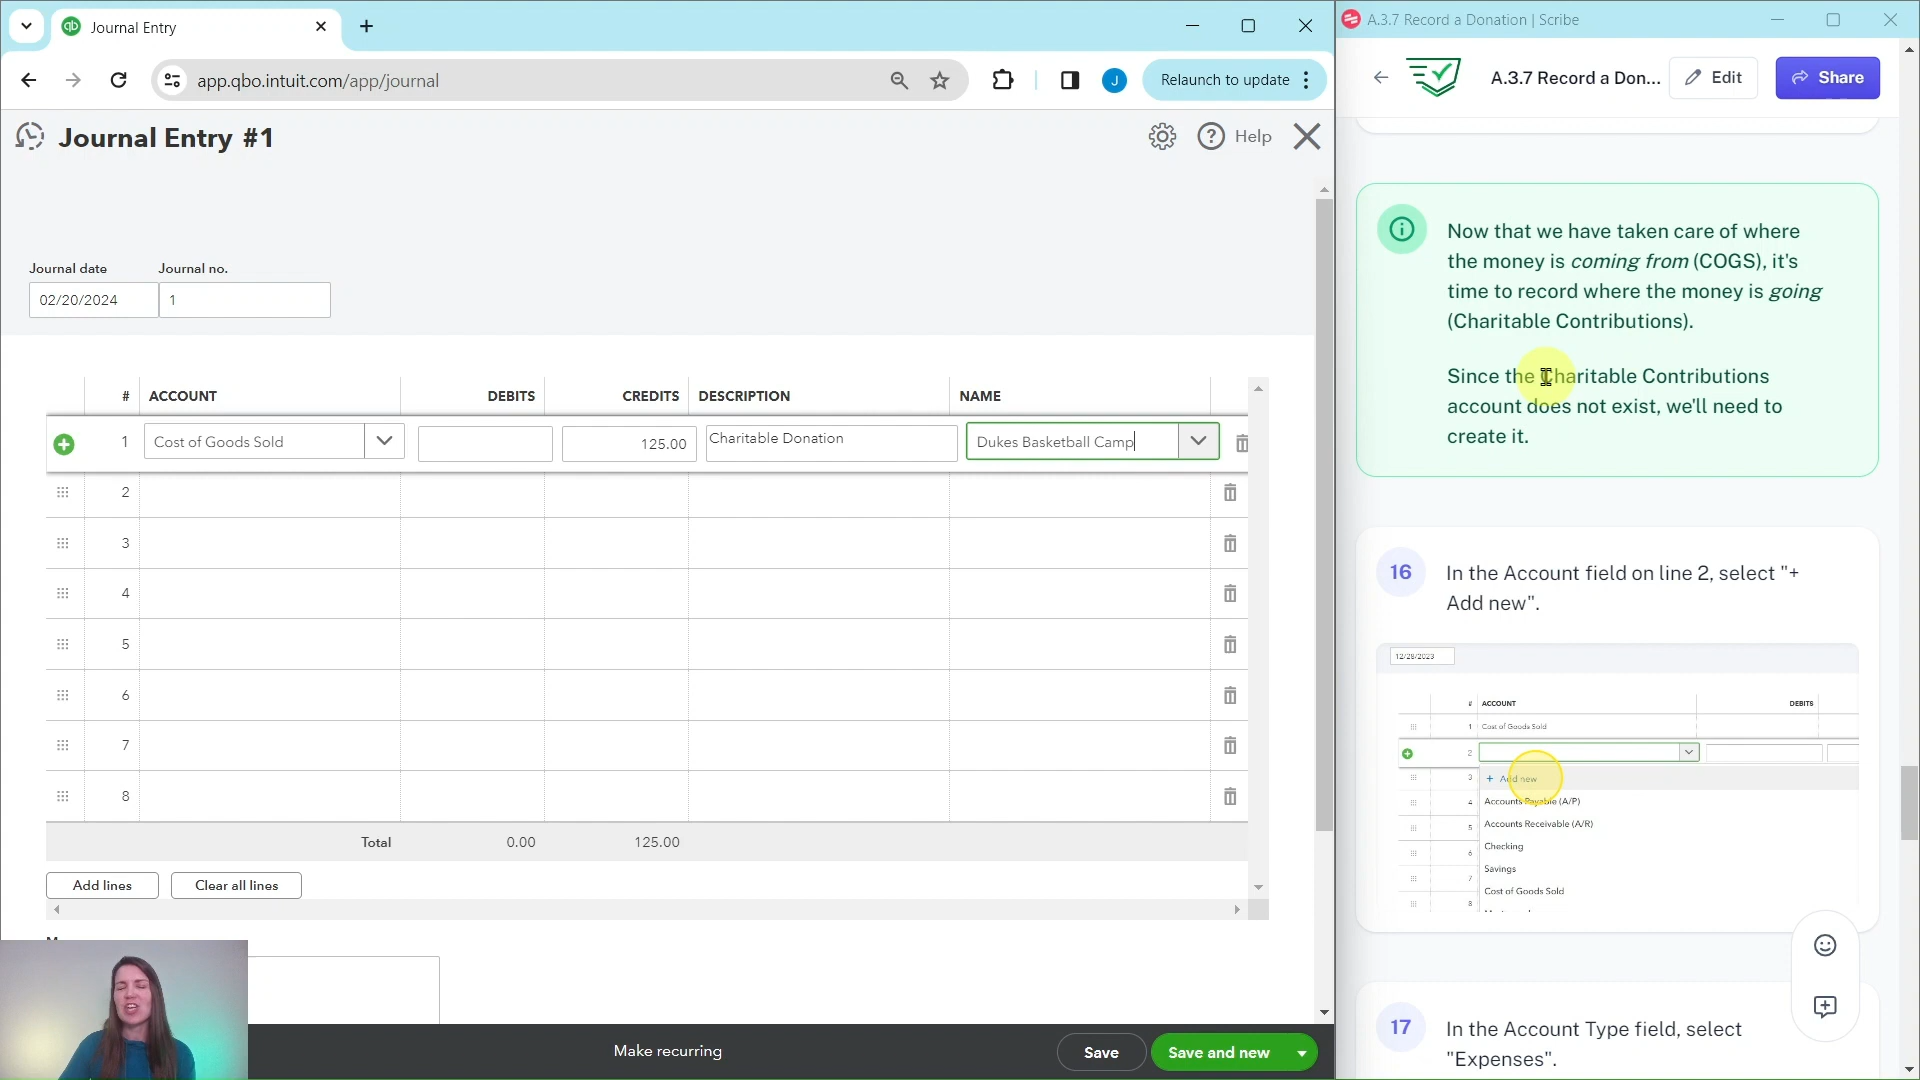 Journal Entry
app.qbo.intuit.com/app/journal
J
Relaunch to update
Journal Entry #1
Help
Journal date
Journal no.
02/20/2024
1
# ACCOUNT DEBITS CREDITS DESCRIPTION NAME
1 Cost of Goods Sold 125.00 Charitable Donation Dukes Basketball Camp
2
3
4
5
6
7
8
Total 0.00 125.00
Add lines
Clear all lines
Make recurring
Save
Save and new
A.3.7 Record a Donation | Scribe
A.3.7 Record a Don...
Edit
Share
Now that we have taken care of where
the money is coming from (COGS), it's
time to record where the money is going
(Charitable Contributions).
Since the Charitable Contributions
account does not exist, we'll need to
create it.
16
In the Account field on line 2, select "+
Add new".
12/28/2023
# ACCOUNT DEBITS
1 Cost of Goods Sold
2
3 + Add new
4 Accounts Payable (A/P)
5 Accounts Receivable (A/R)
6 Checking
7 Savings
8 Cost of Goods Sold
17
In the Account Type field, select
"Expenses".